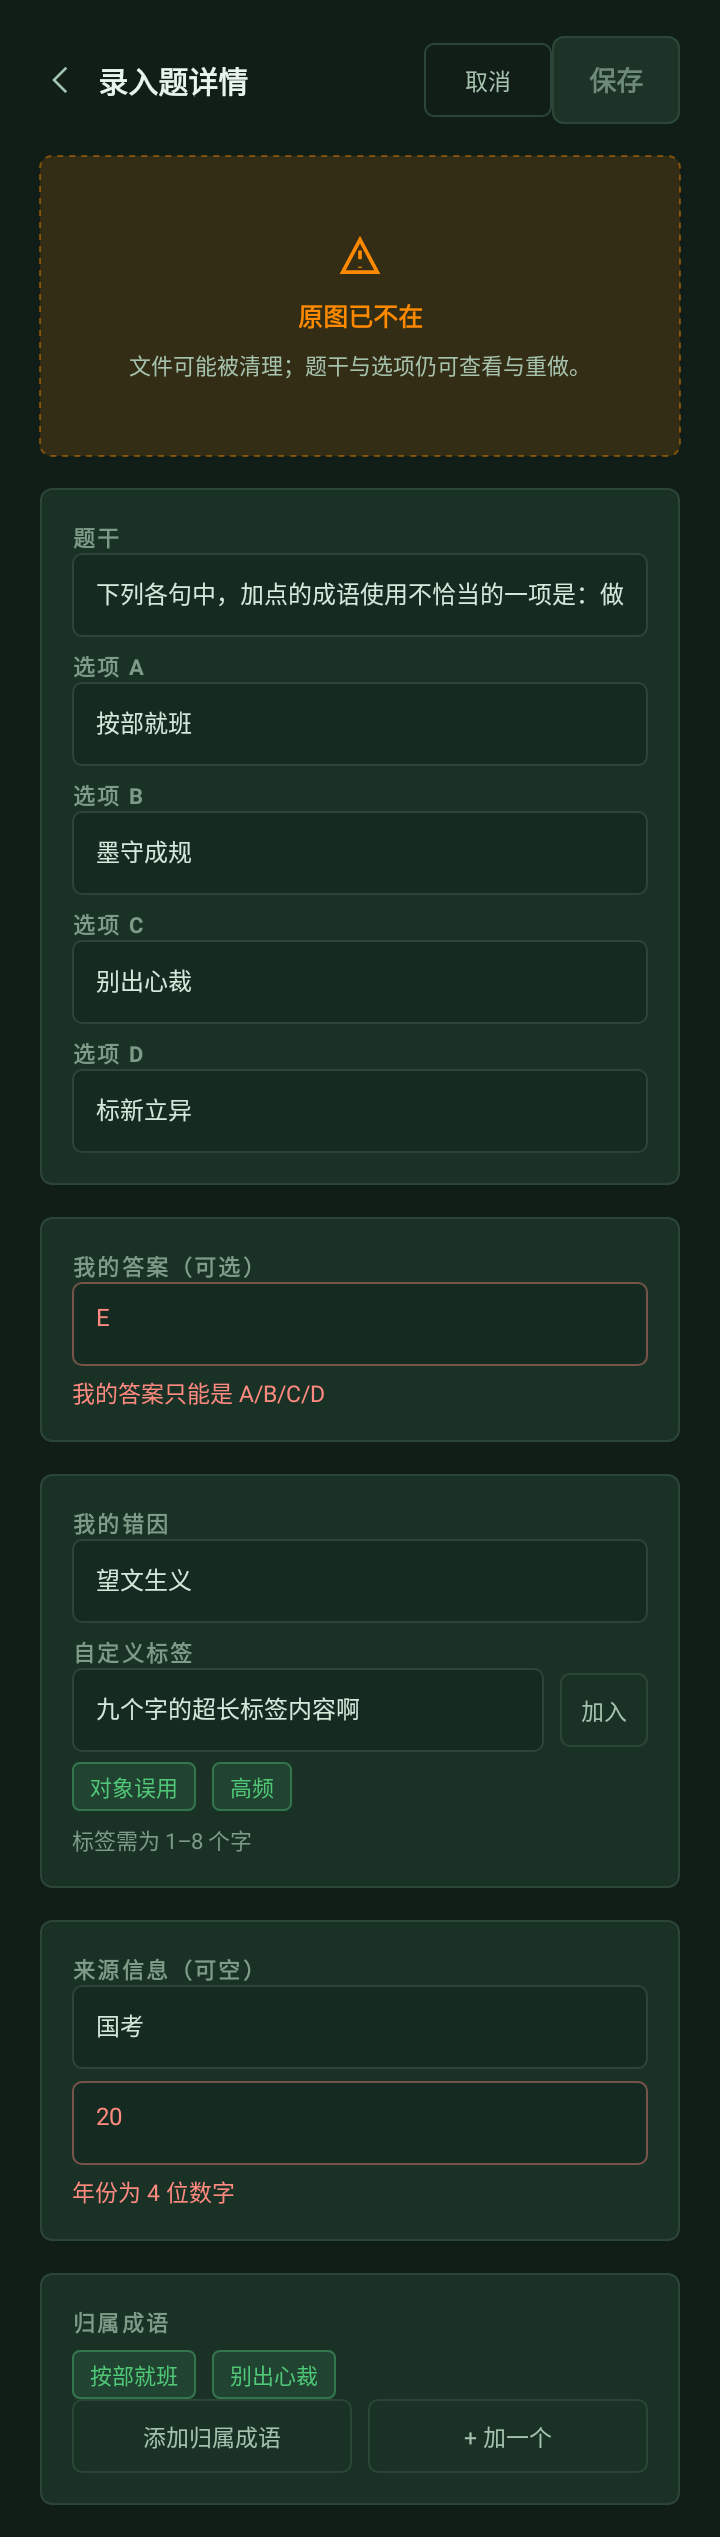 录入题详情
取消
保存
原图已不在
文件可能被清理；题干与选项仍可查看与重做。
题干
下列各句中，加点的成语使用不恰当的一项是：做
选项 A
按部就班
选项 B
墨守成规
选项 C
别出心裁
选项 D
标新立异
我的答案（可选）
E
我的答案只能是 A/B/C/D
我的错因
望文生义
自定义标签
九个字的超长标签内容啊
加入
对象误用
高频
标签需为 1–8 个字
来源信息（可空）
国考
20
年份为 4 位数字
归属成语
按部就班
别出心裁
添加归属成语
+ 加一个